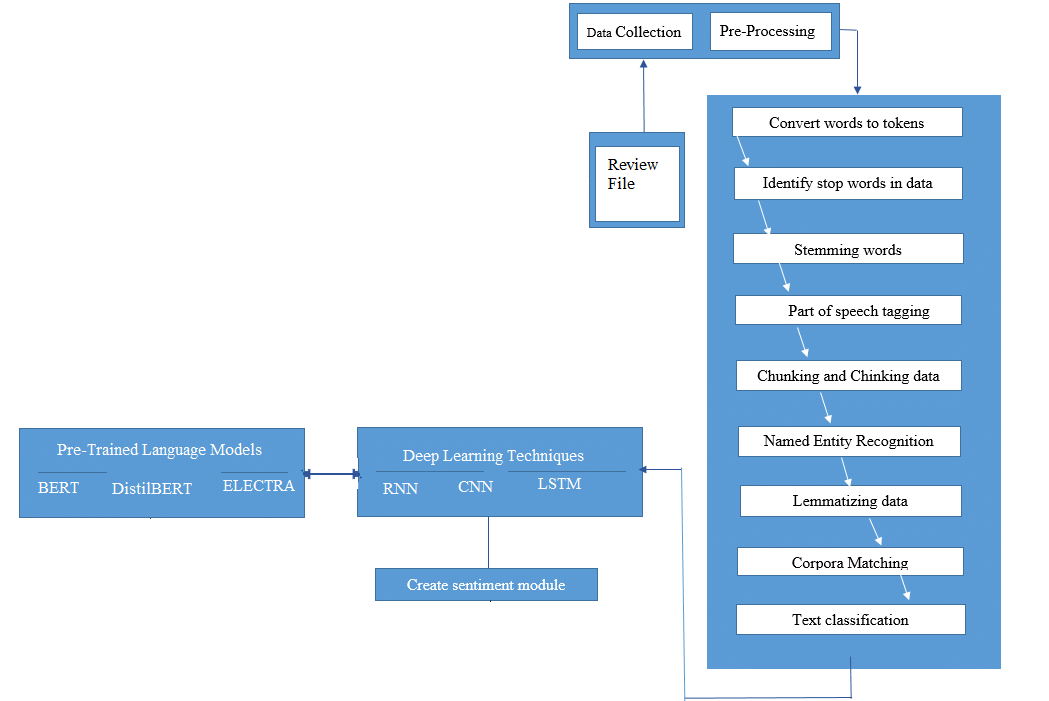 Data Collection
Pre-Processing
Review
File
Convert words to tokens
Identify stop words in data
Stemming words
Part of speech tagging
Chunking and Chinking data
Named Entity Recognition
Lemmatizing data
Corpora Matching
Text classification
Pre-Trained Language Models
BERT DistilBERT ELECTRA
Deep Learning Techniques
RNN CNN LSTM
Create sentiment module